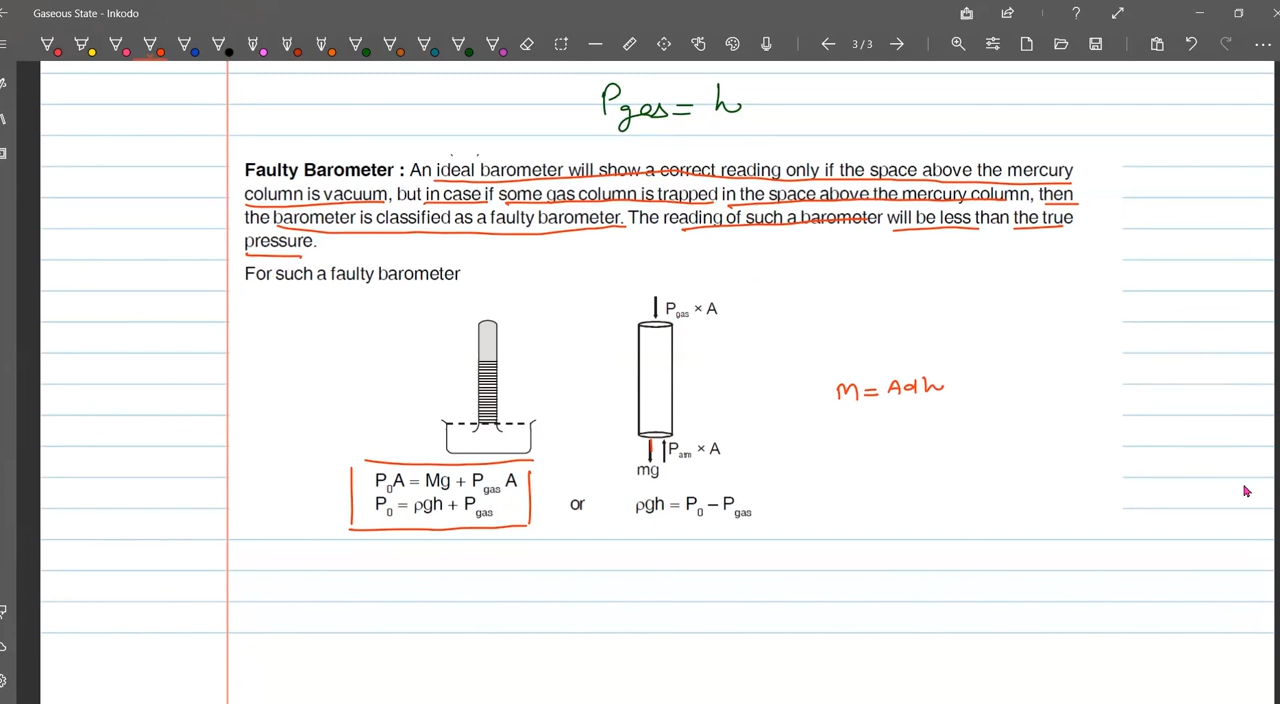 Gaseous State - Inkodo
3/3
Pgas = h
Faulty Barometer : An ideal barometer will show a correct reading only if the space above the mercury
column is vacuum, but in case if some gas column is trapped in the space above the mercury column, then
the barometer is classified as a faulty barometer. The reading of such a barometer will be less than the true
pressure.
For such a faulty barometer
Pgas × A
M = Adh
Patm × A
mg
P0A = Mg + Pgas A
P0 = ρgh + Pgas or ρgh = P0 – Pgas